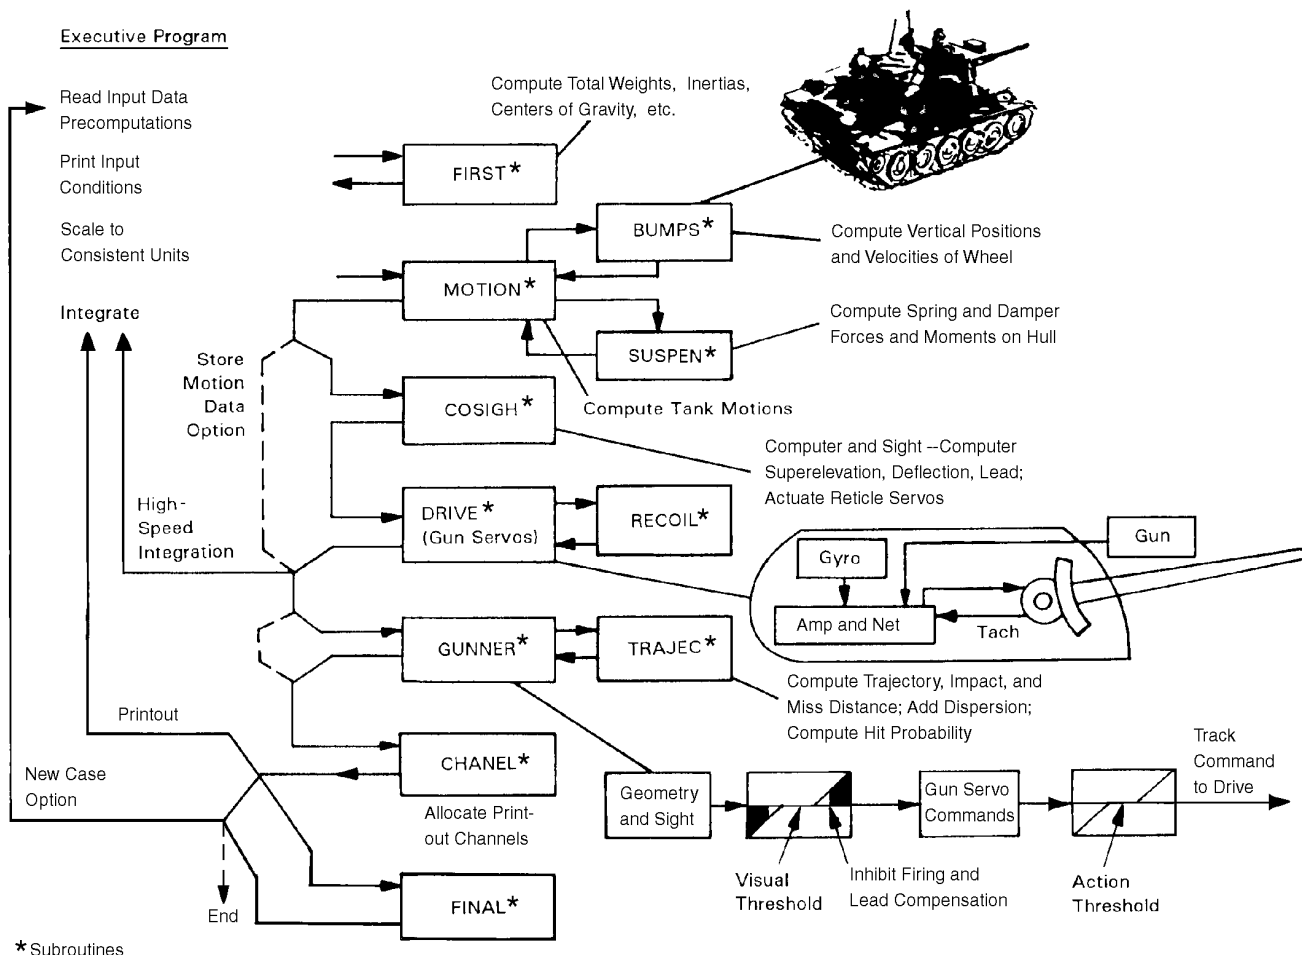 Executive Program
Read Input Data
Precomputations
Print Input
Conditions
Scale to
Consistent Units
Integrate
Compute Total Weights, Inertias,
Centers of Gravity, etc.
FIRST*
BUMPS*
Compute Vertical Positions
and Velocities of Wheel
MOTION*
Compute Spring and Damper
Forces and Moments on Hull
SUSPEN*
Store
Motion
Data
Option
COSIGH*
Compute Tank Motions
Computer and Sight --Computer
Superelevation, Deflection, Lead;
Actuate Reticle Servos
High-
Speed
Integration
DRIVE*
(Gun Servos)
RECOIL*
Gyro
Gun
Amp and Net
Tach
GUNNER*
TRAJEC*
Compute Trajectory, Impact, and
Miss Distance; Add Dispersion;
Compute Hit Probability
Printout
CHANEL*
Allocate Print-
out Channels
New Case
Option
Geometry
and Sight
Gun Servo
Commands
Track
Command
to Drive
Visual
Threshold
Inhibit Firing and
Lead Compensation
Action
Threshold
End
FINAL*
*Subroutines